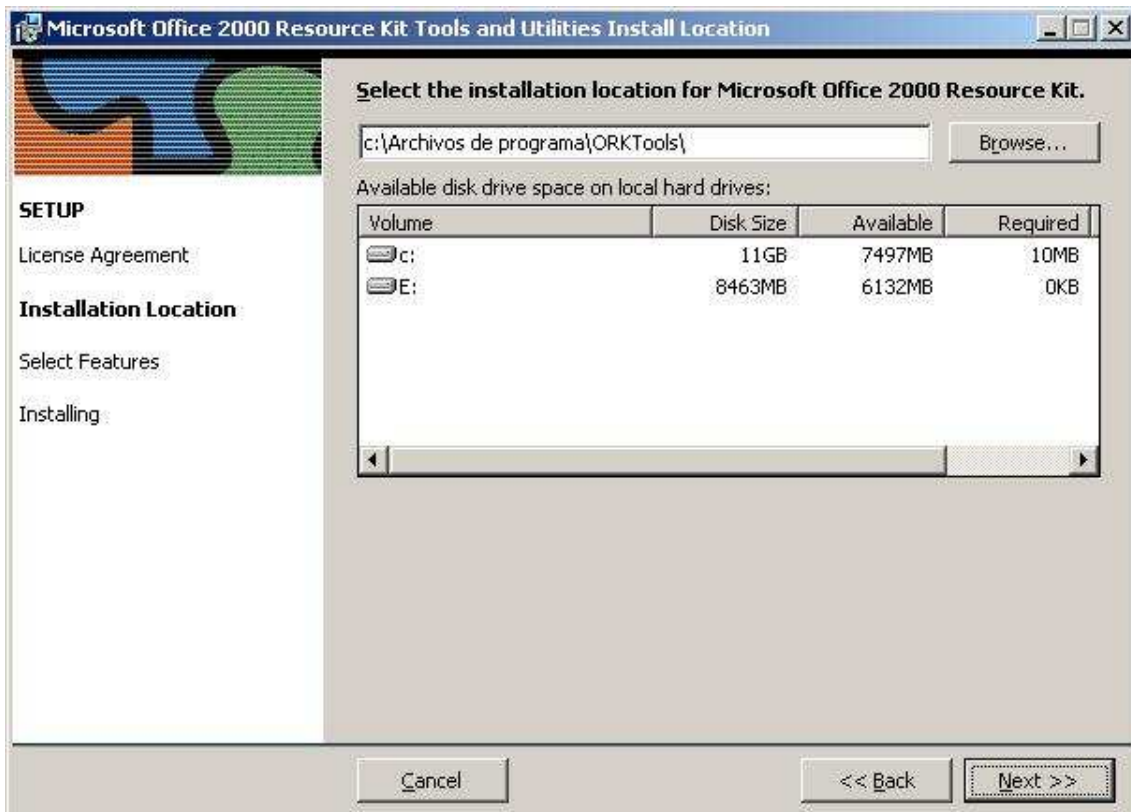 Microsoft Office 2000 Resource Kit Tools and Utilities Install Location
Select the installation location for Microsoft Office 2000 Resource Kit.
c:\Archivos de programa\ORKTools\
Browse...
Available disk drive space on local hard drives:
Volume Disk Size Available Required
c: 11GB 7497MB 10MB
E: 8463MB 6132MB 0KB
SETUP
License Agreement
Installation Location
Select Features
Installing
Cancel << Back Next >>